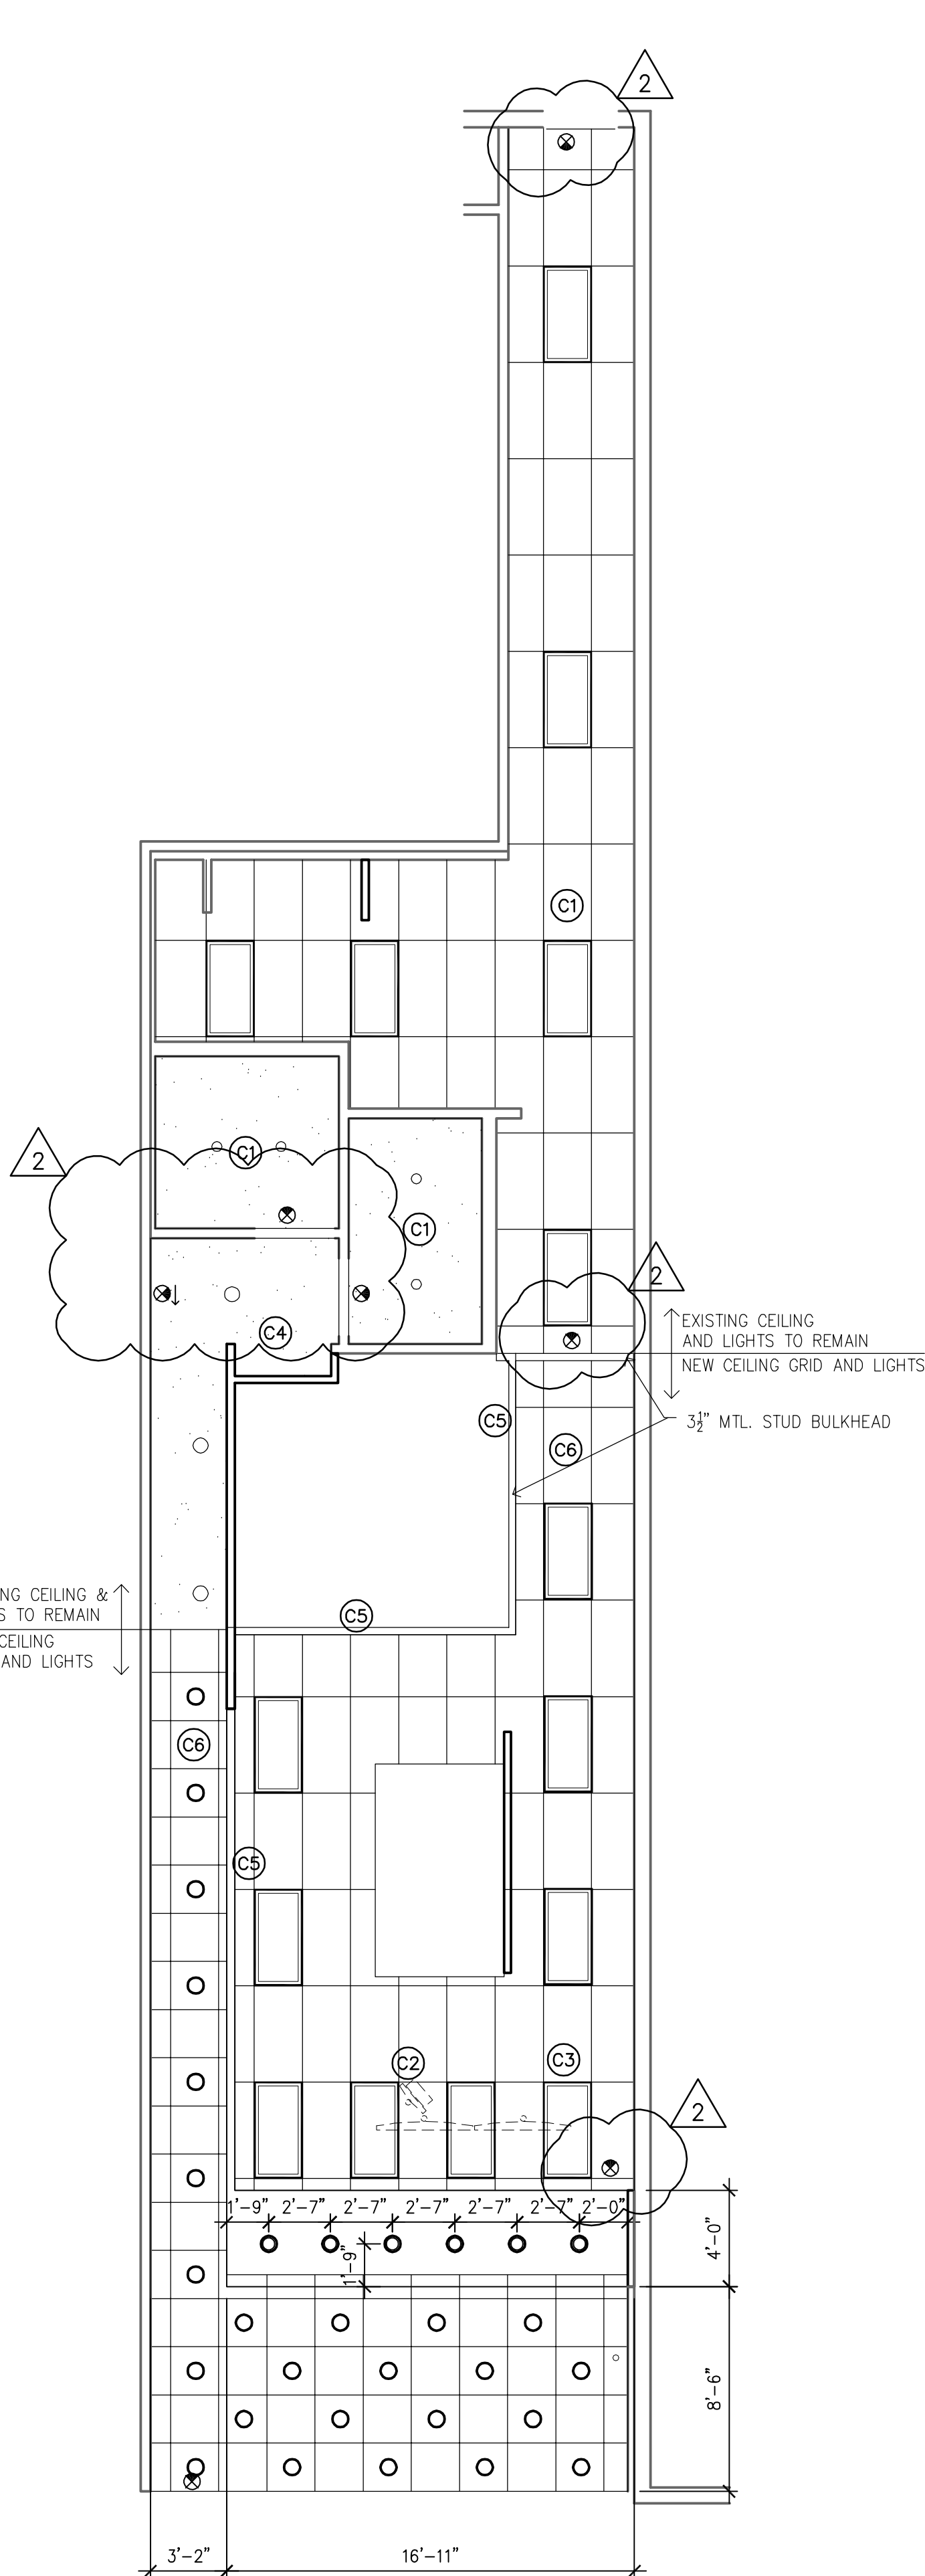 2
C1
C1
2
C1
2
C4
EXISTING CEILING
AND LIGHTS TO REMAIN
NEW CEILING GRID AND LIGHTS
C5
3½" MTL. STUD BULKHEAD
C6
NG CEILING &
S TO REMAIN
C5
CEILING
AND LIGHTS
C6
C5
C2
C3
2
1'-9" 2'-7" 2'-7" 2'-7" 2'-7" 2'-7" 2'-0"
4'-0"
1'-9"
8'-6"
3'-2" 16'-11"